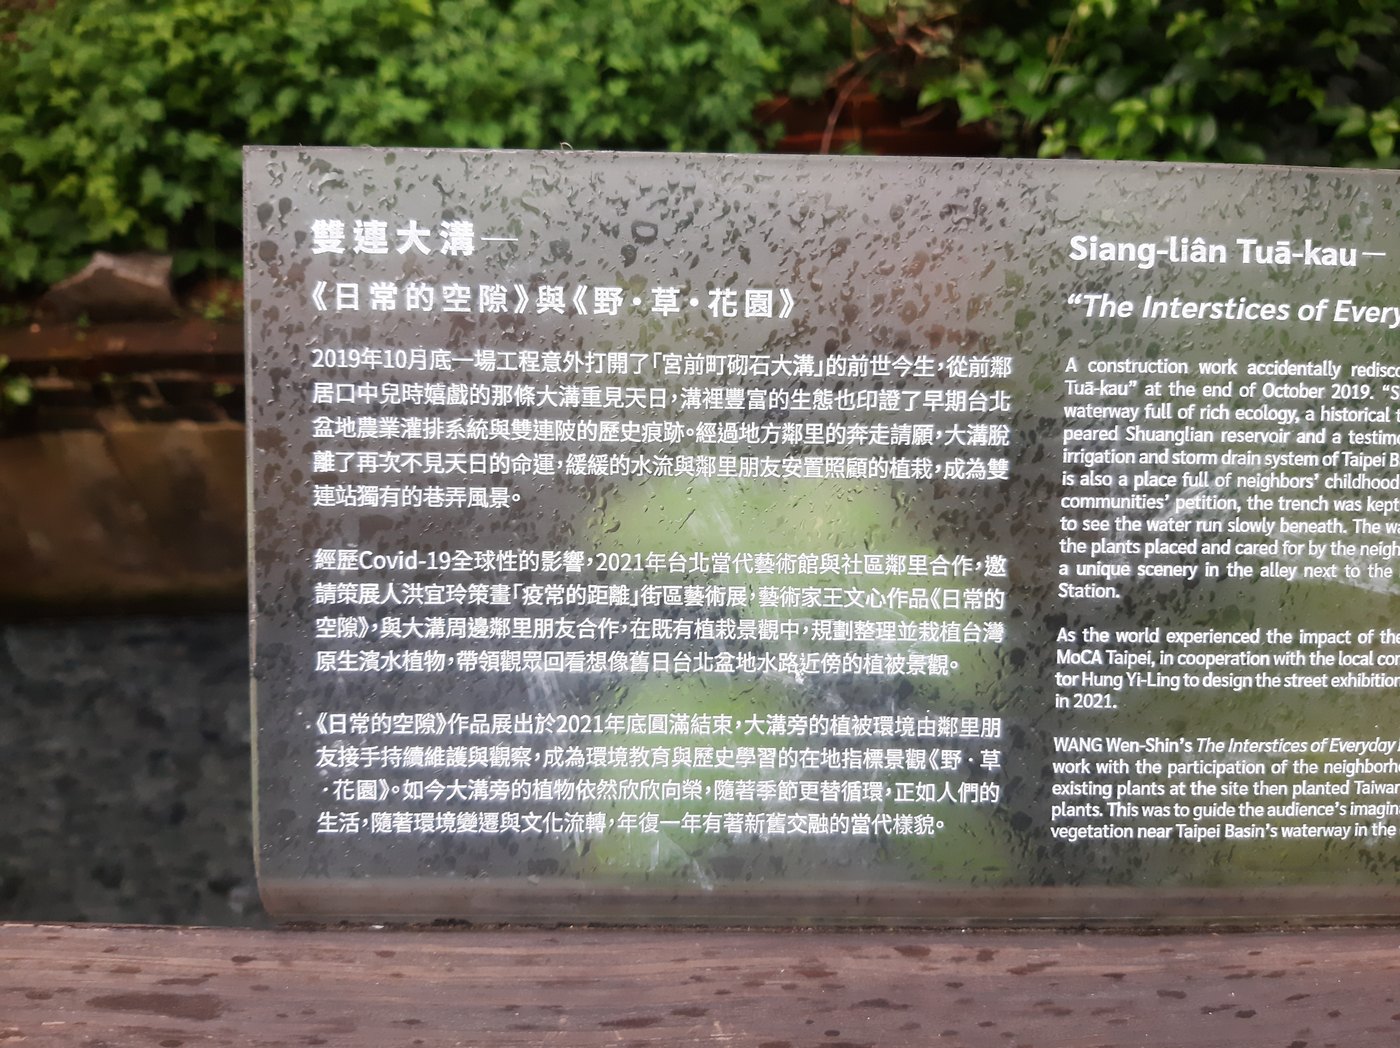 雙連大溝—
《日常的空隙》與《野·草·花園》
2019年10月底一場工程意外打開了「宮前町砌石大溝」的前世今生，從前鄰
居口中兒時嬉戲的那條大溝重見天日，溝裡豐富的生態也印證了早期台北
盆地農業灌排系統與雙連陂的歷史痕跡。經過地方鄰里的奔走請願，大溝脫
離了再次不見天日的命運，緩緩的水流與鄰里朋友安置照顧的植栽，成為雙
連站獨有的巷弄風景。
經歷Covid-19全球性的影響，2021年台北當代藝術館與社區鄰里合作，邀
請策展人洪宜玲策畫「疫常的距離」街區藝術展，藝術家王文心作品《日常的
空隙》，與大溝周邊鄰里朋友合作，在既有植栽景觀中，規劃整理並栽植台灣
原生濱水植物，帶領觀眾回看想像舊日台北盆地水路近傍的植被景觀。
《日常的空隙》作品展出於2021年底圓滿結束，大溝旁的植被環境由鄰里朋
友接手持續維護與觀察，成為環境教育與歷史學習的在地指標景觀《野·草
·花園》。如今大溝旁的植物依然欣欣向榮，隨著季節更替循環，正如人們的
生活，隨著環境變遷與文化流轉，年復一年有著新舊交融的當代樣貌。
Siang-liân Tuā-kau—
“The Interstices of Every
A construction work accidentally redisco
Tuā-kau” at the end of October 2019. “S
waterway full of rich ecology, a historical t
peared Shuanglian reservoir and a testime
irrigation and storm drain system of Taipei B
is also a place full of neighbors’ childhood
communities’ petition, the trench was kept
to see the water run slowly beneath. The wa
the plants placed and cared for by the neigh
a unique scenery in the alley next to the
Station.
As the world experienced the impact of the
MoCA Taipei, in cooperation with the local con
tor Hung Yi-Ling to design the street exhibition
in 2021.
WANG Wen-Shin’s The Interstices of Everyday
work with the participation of the neighborho
existing plants at the site then planted Taiwan
plants. This was to guide the audience’s imagin
vegetation near Taipei Basin’s waterway in the